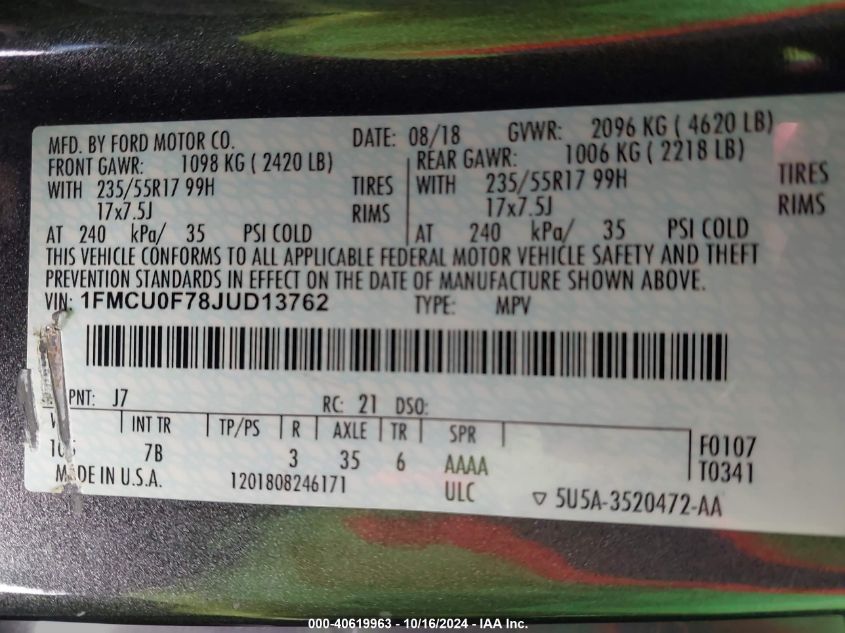 MFD. BY FORD MOTOR CO. DATE: 08/18 GVWR: 2096 KG ( 4620 LB)
FRONT GAWR: 1098 KG ( 2420 LB) REAR GAWR: 1006 KG ( 2218 LB)
WITH 235/55R17 99H TIRES WITH 235/55R17 99H TIRES
17x7.5J RIMS 17x7.5J RIMS
AT 240 kPa/ 35 PSI COLD AT 240 kPa/ 35 PSI COLD
THIS VEHICLE CONFORMS TO ALL APPLICABLE FEDERAL MOTOR VEHICLE SAFETY AND THEFT
PREVENTION STANDARDS IN EFFECT ON THE DATE OF MANUFACTURE SHOWN ABOVE.
VIN: 1FMCU0F78JUD13762 TYPE: MPV
PNT: J7 RC: 21 DSO:
INT TR TP/PS R AXLE TR SPR F0107
7B 3 35 6 AAAA T0341
MADE IN U.S.A. 1201808246171 ULC ▽ 5U5A-3520472-AA
000-40619963 - 10/16/2024 - IAA Inc.